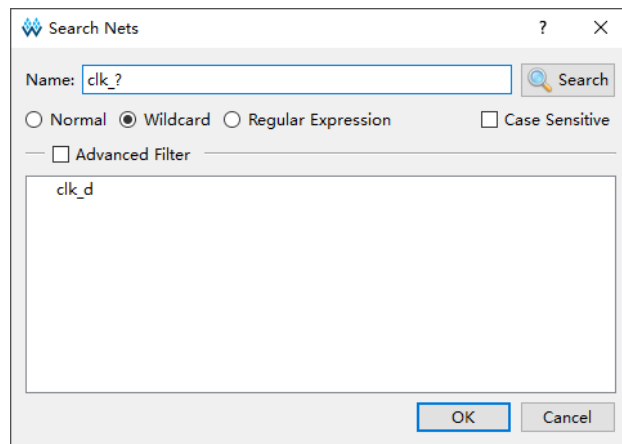 Search Nets ? ×
Name: clk_? Search
Normal Wildcard Regular Expression Case Sensitive
Advanced Filter
clk_d
OK Cancel